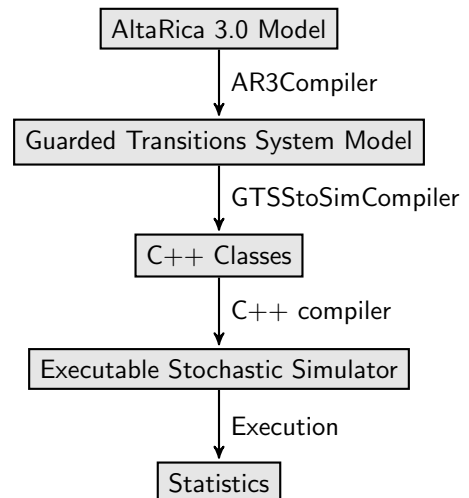 AltaRica 3.0 Model
AR3Compiler
Guarded Transitions System Model
GTSStoSimCompiler
C++ Classes
C++ compiler
Executable Stochastic Simulator
Execution
Statistics